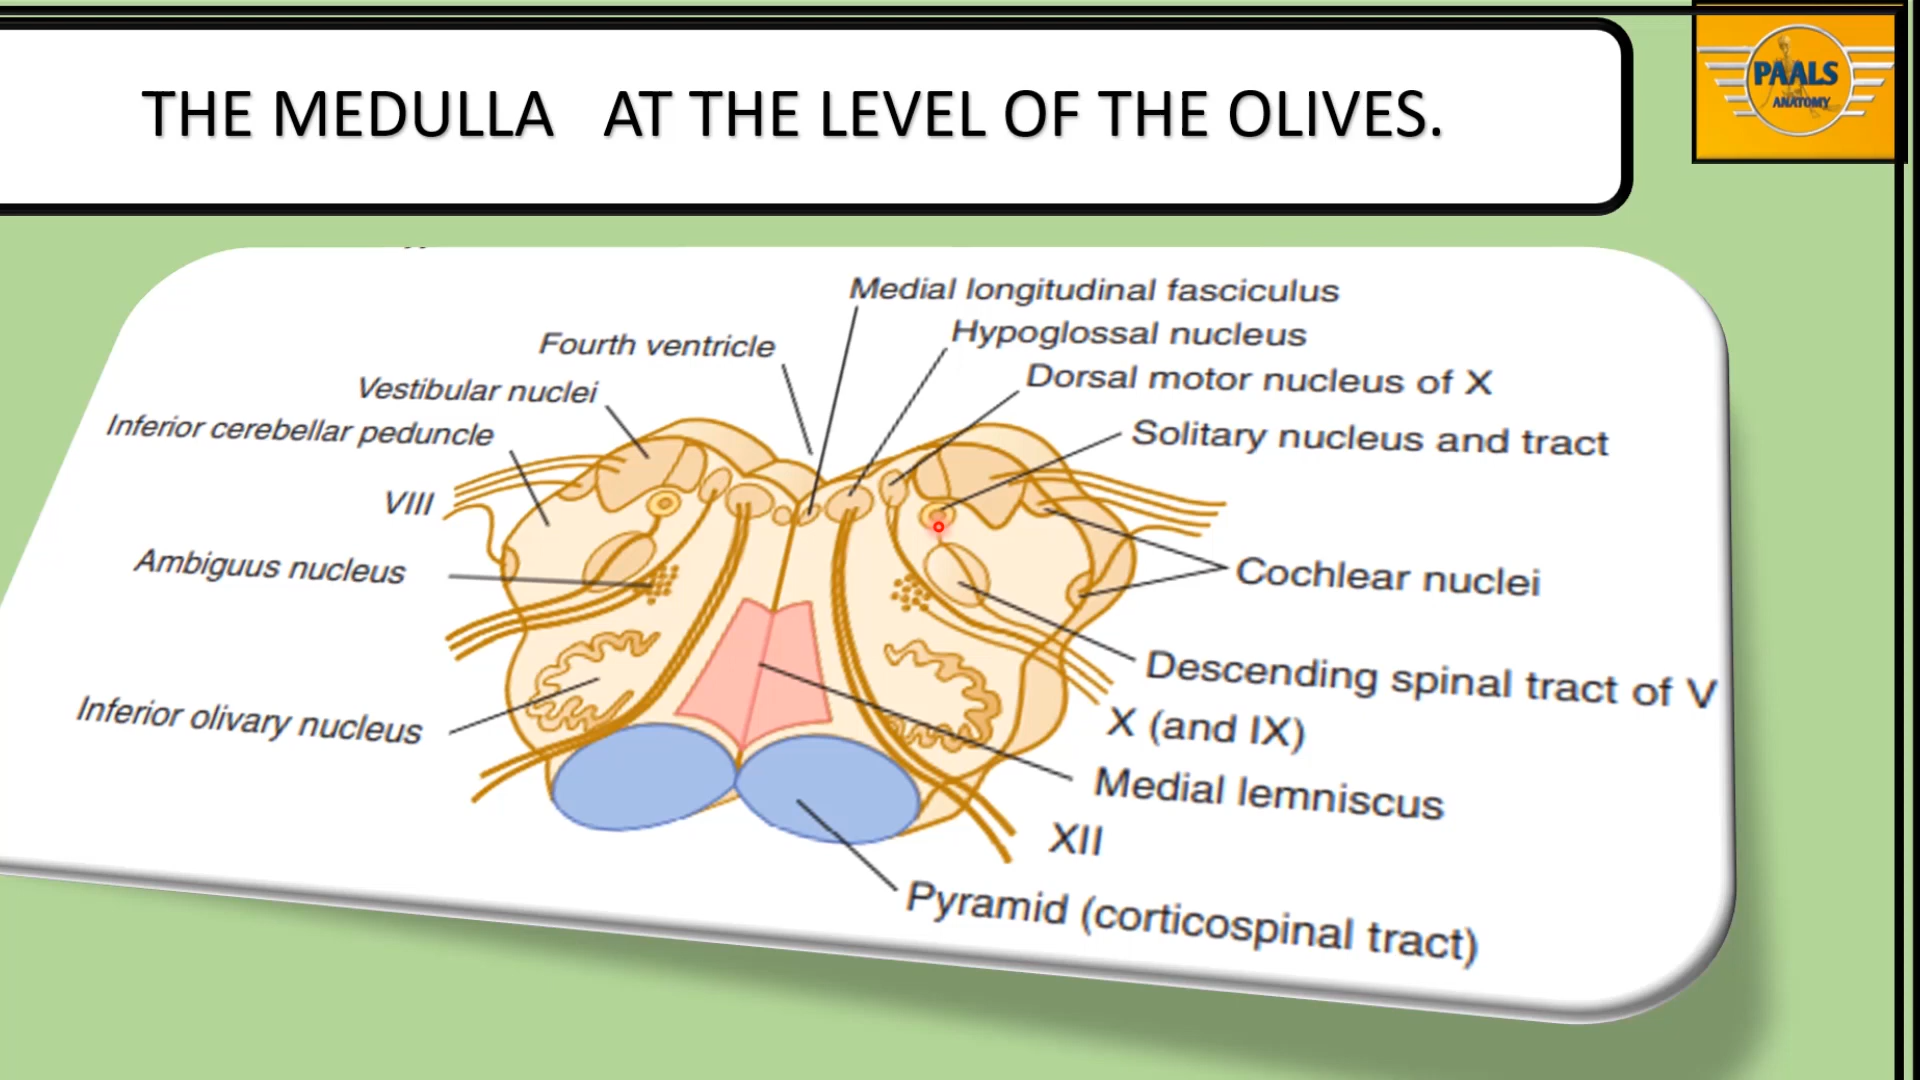 THE MEDULLA AT THE LEVEL OF THE OLIVES.
PAALS
ANATOMY
Medial longitudinal fasciculus
Hypoglossal nucleus
Fourth ventricle
Dorsal motor nucleus of X
Vestibular nuclei
Inferior cerebellar peduncle
Solitary nucleus and tract
VIII
Ambiguus nucleus
Cochlear nuclei
Descending spinal tract of V
Inferior olivary nucleus
X (and IX)
Medial lemniscus
XII
Pyramid (corticospinal tract)